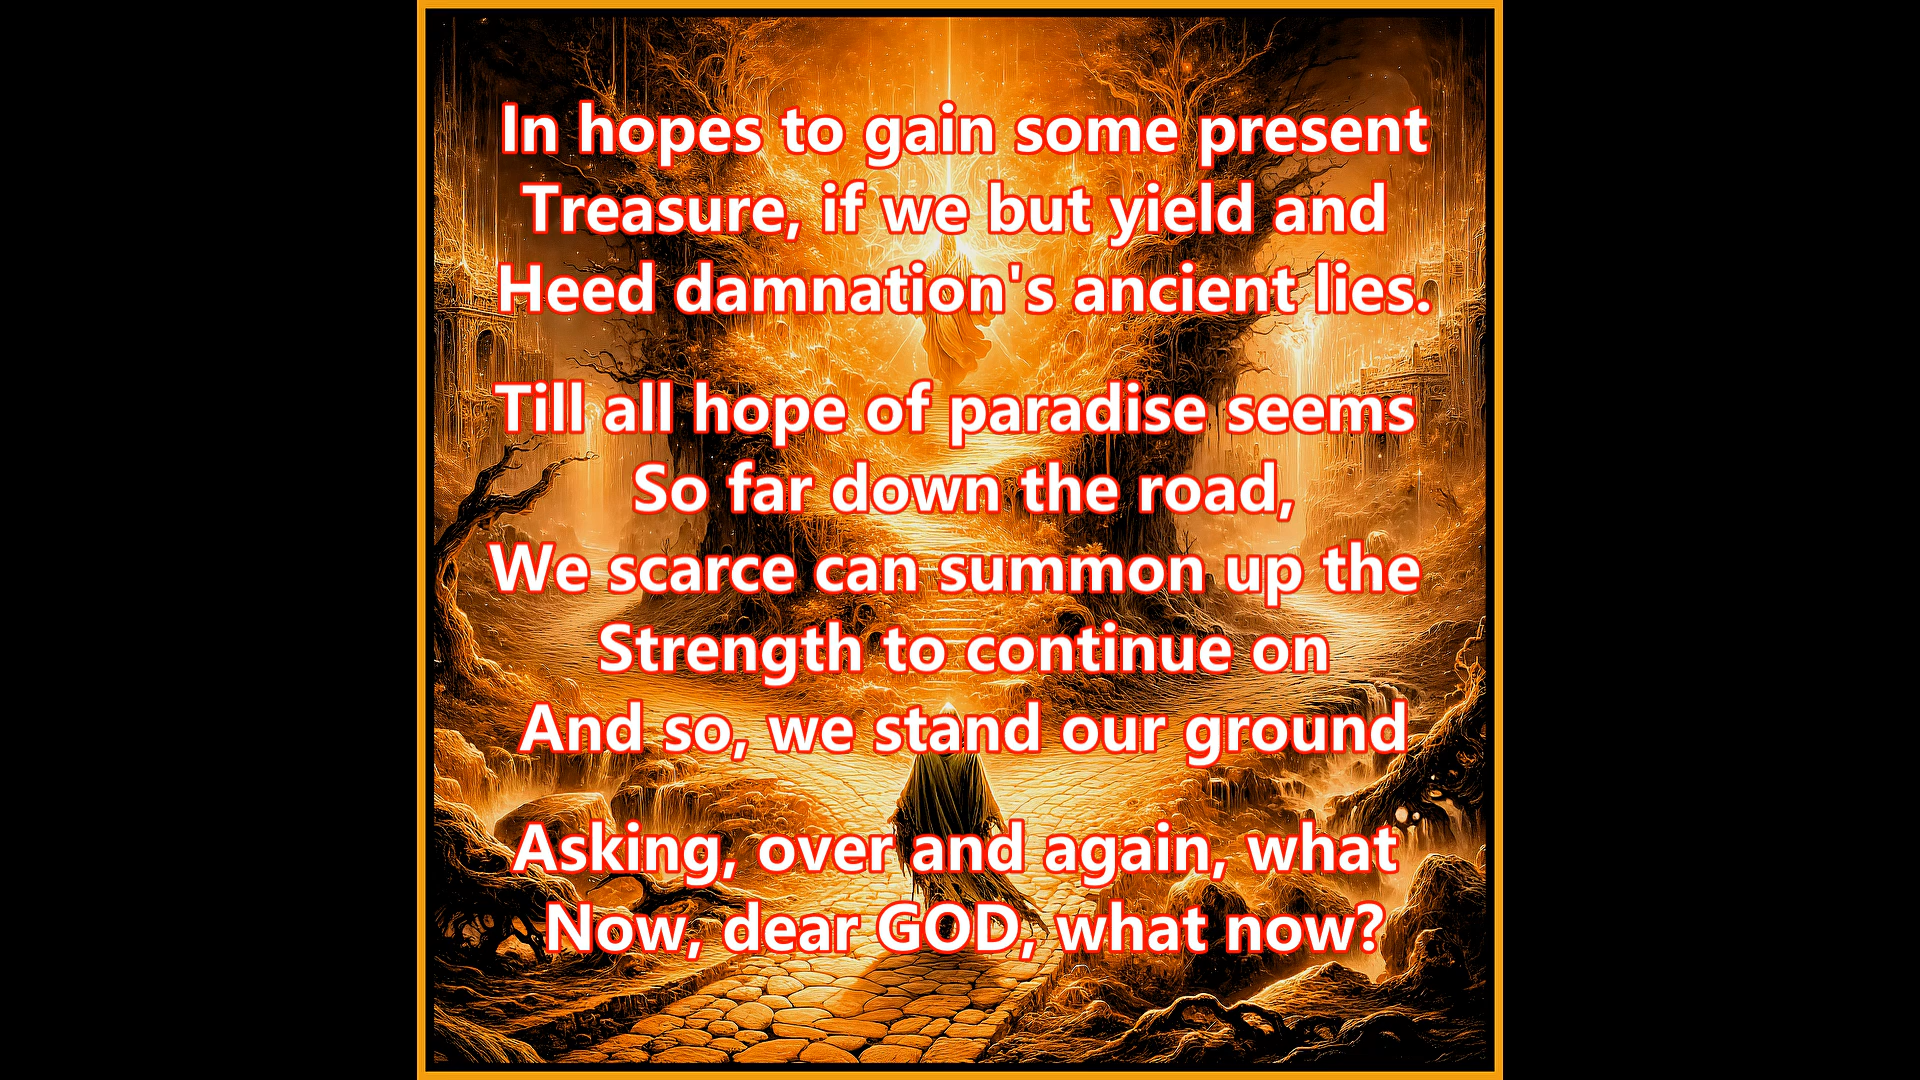 In hopes to gain some present
Treasure, if we but yield and
Heed damnation's ancient lies.
Till all hope of paradise seems
So far down the road,
We scarce can summon up the
Strength to continue on
And so, we stand our ground
Asking, over and again, what
Now, dear GOD, what now?